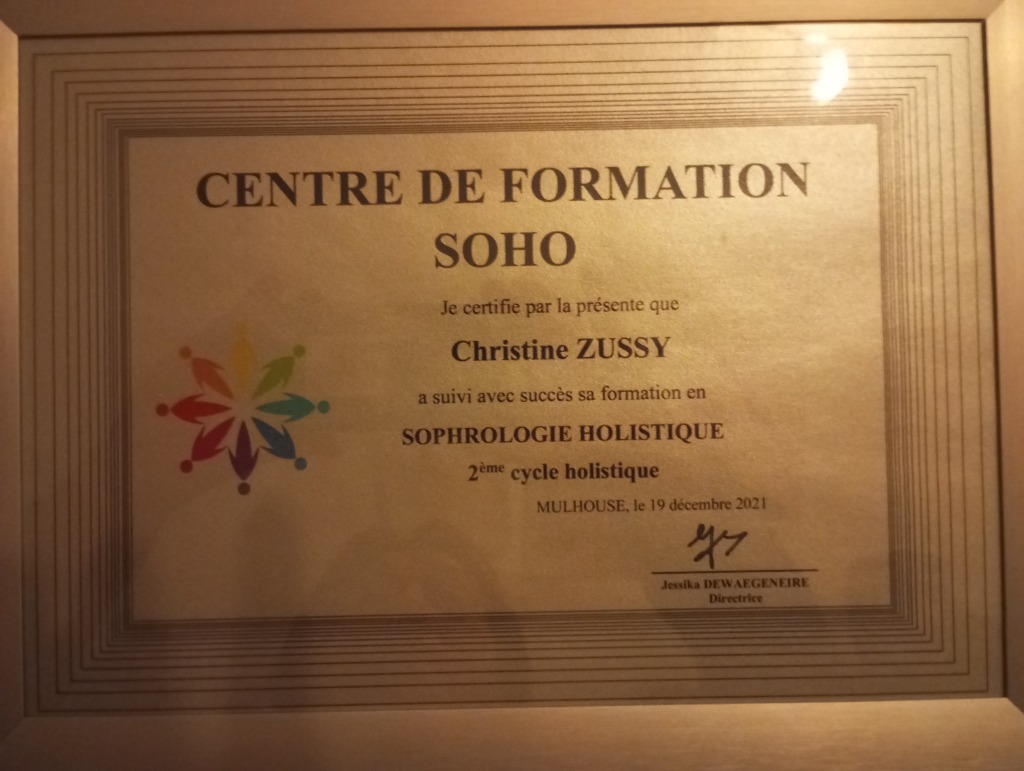 CENTRE DE FORMATION
SOHO
Je certifie par la présente que
Christine ZUSSY
a suivi avec succès sa formation en
SOPHROLOGIE HOLISTIQUE
2ème cycle holistique
MULHOUSE, le 19 décembre 2021
Jessika DEWAEGENEIRE
Directrice